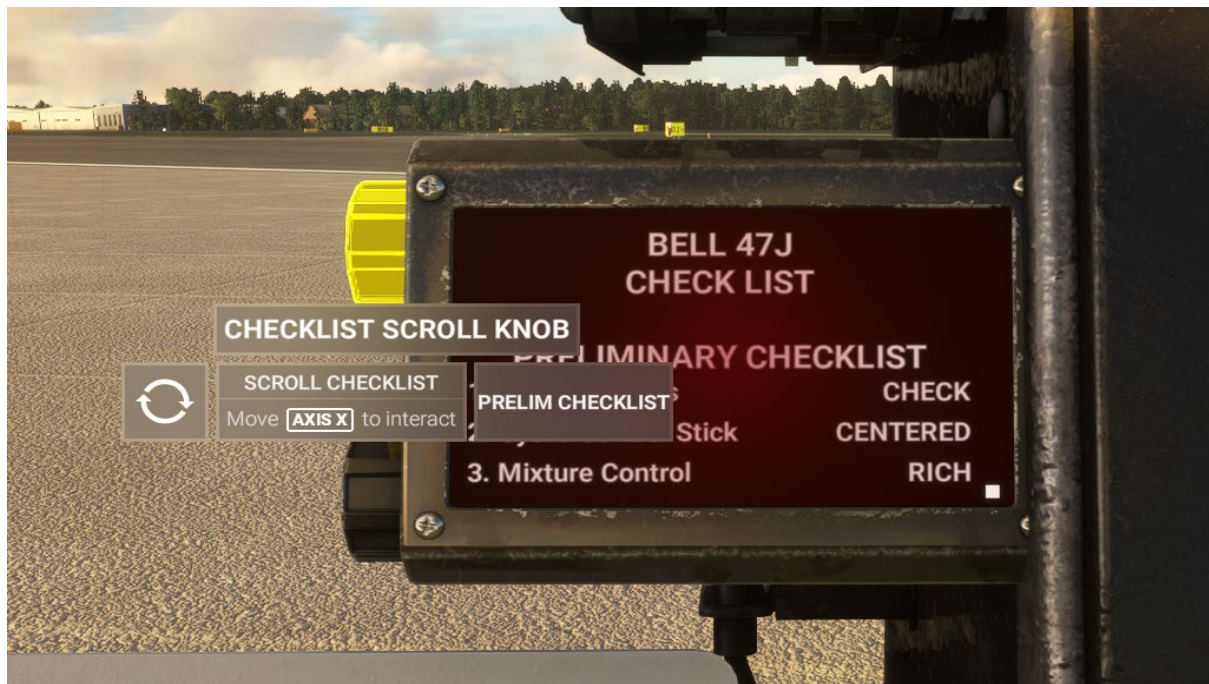 BELL 47J
CHECK LIST
CHECKLIST SCROLL KNOB
PRELIMINARY CHECKLIST
SCROLL CHECKLIST
Move AXIS X to interact
PRELIM CHECKLIST
CHECK
Stick CENTERED
3. Mixture Control RICH